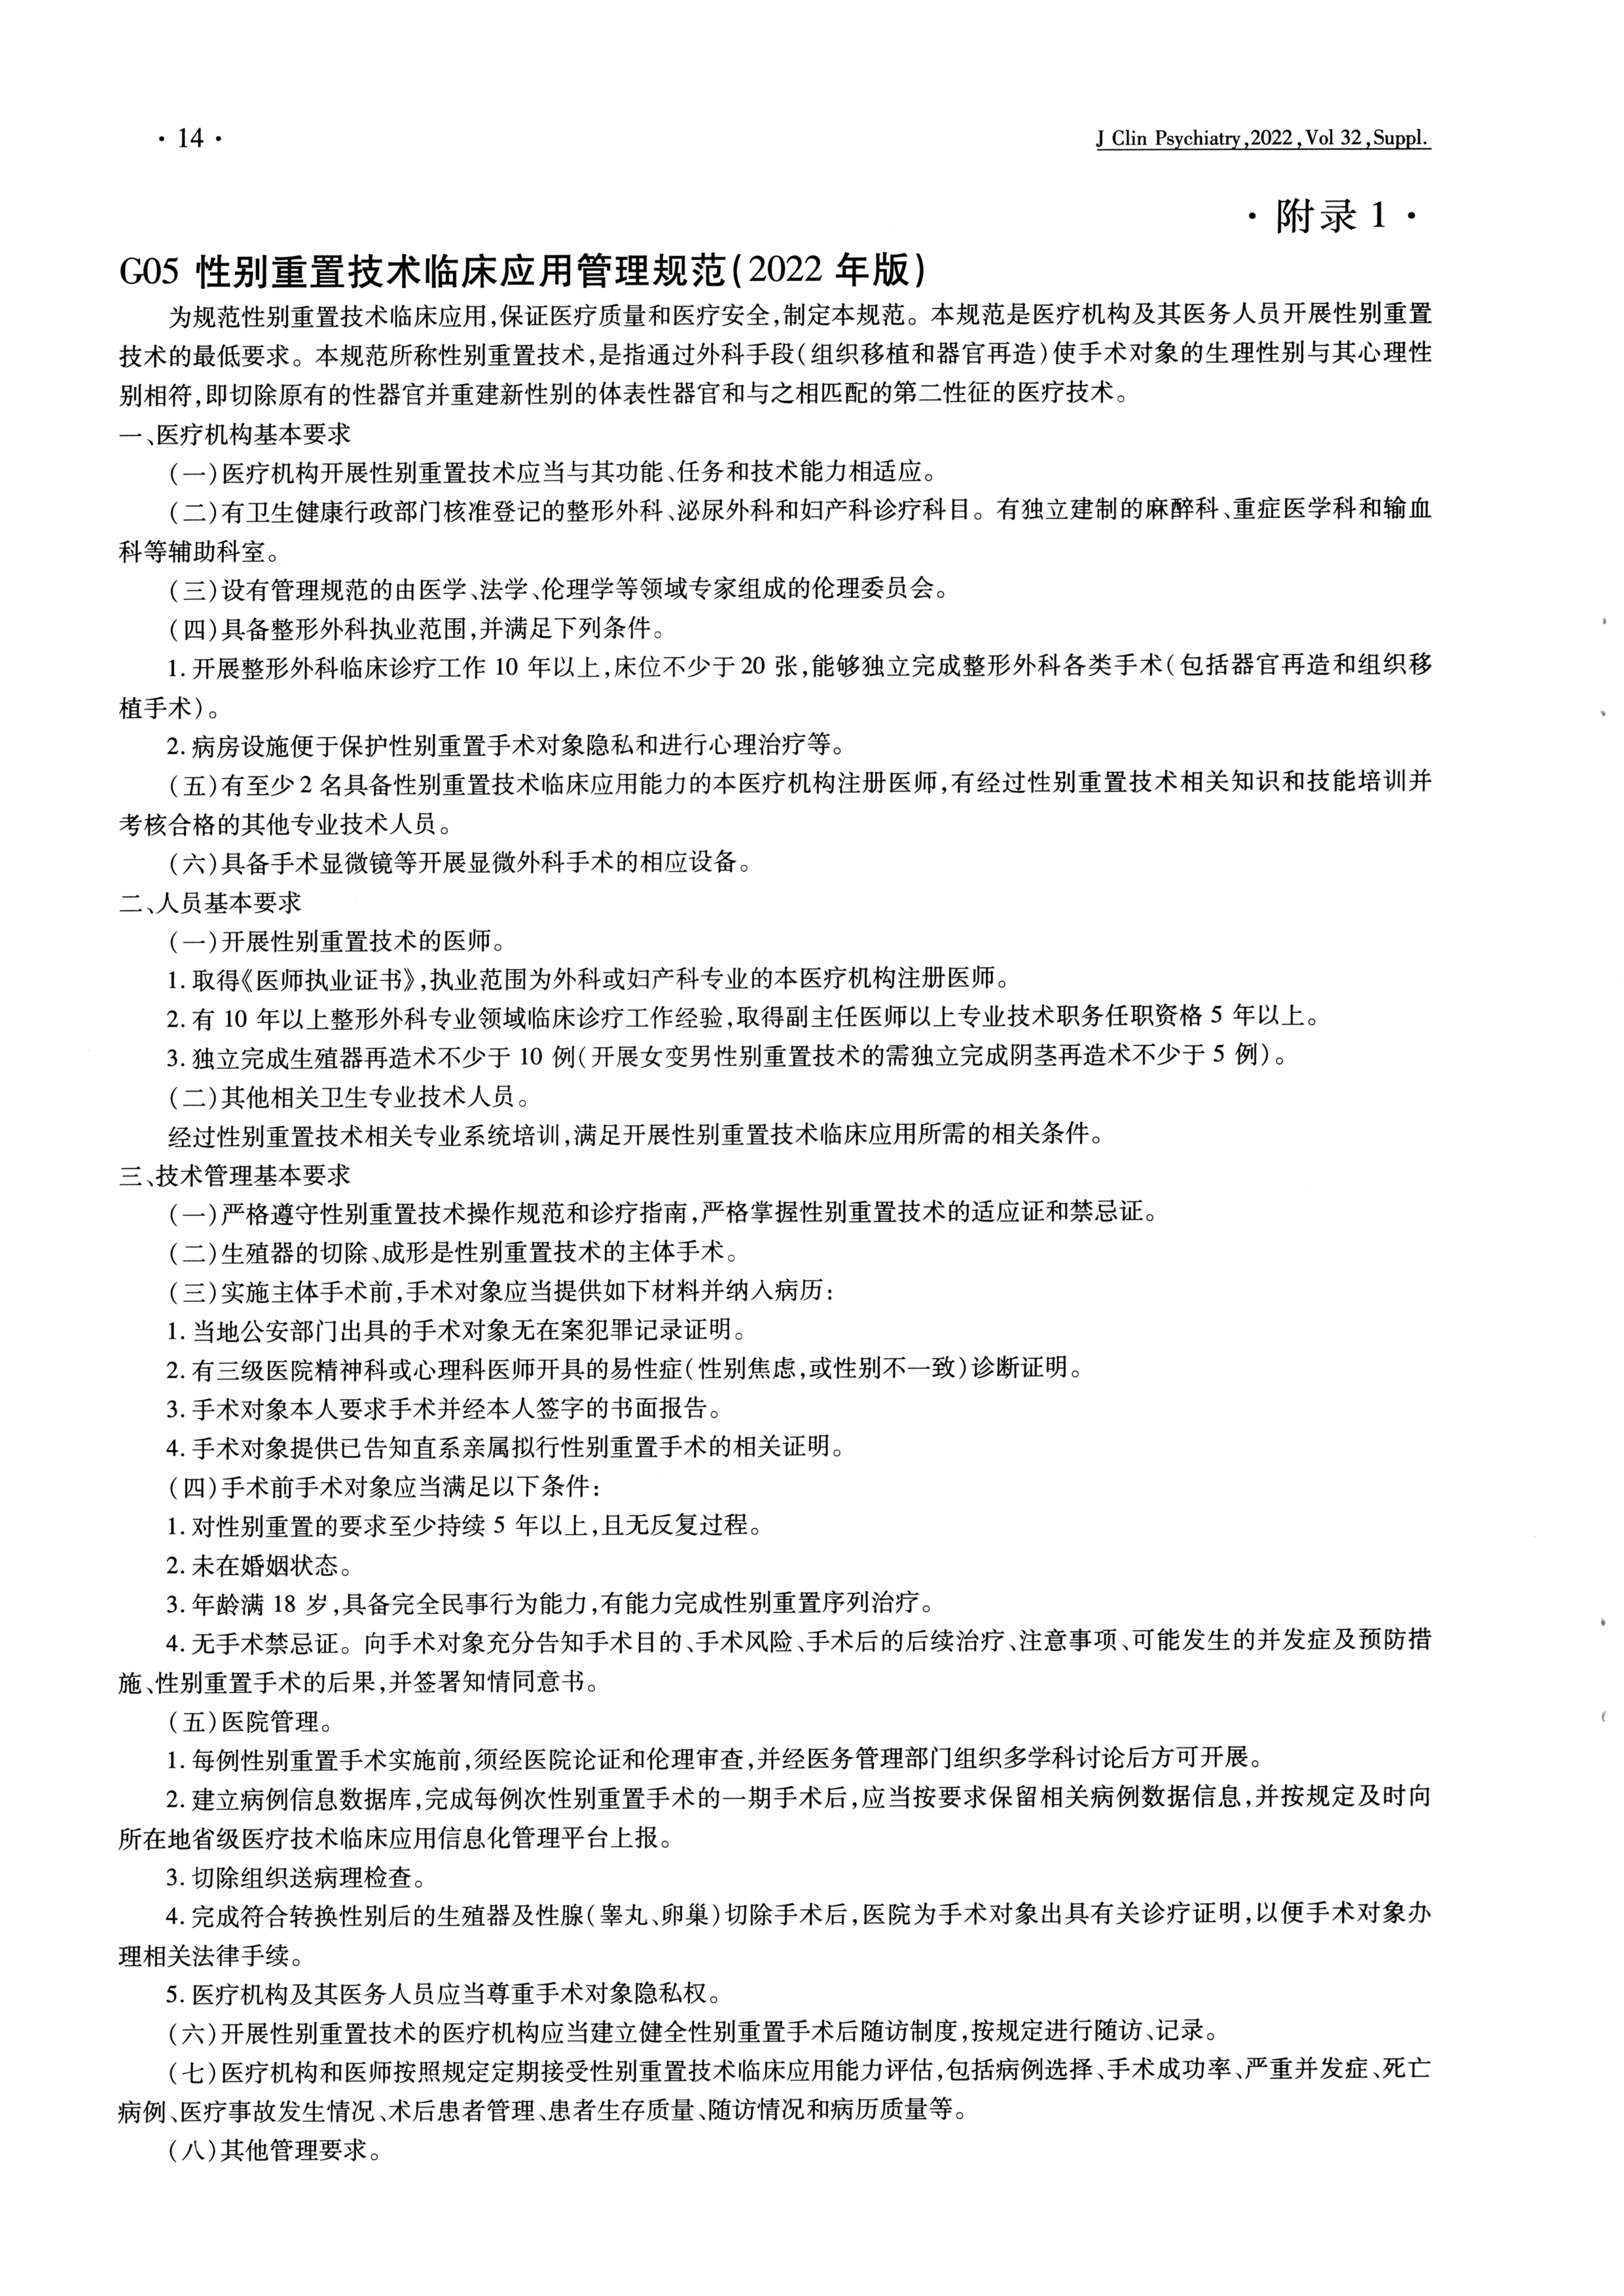 · 14 ·
J Clin Psychiatry,2022,Vol 32,Suppl.
· 附录 1 ·
G05 性别重置技术临床应用管理规范(2022 年版)
为规范性别重置技术临床应用,保证医疗质量和医疗安全,制定本规范。本规范是医疗机构及其医务人员开展性别重置
技术的最低要求。本规范所称性别重置技术,是指通过外科手段(组织移植和器官再造)使手术对象的生理性别与其心理性
别相符,即切除原有的性器官并重建新性别的体表性器官和与之相匹配的第二性征的医疗技术。
一、医疗机构基本要求
(一)医疗机构开展性别重置技术应当与其功能、任务和技术能力相适应。
(二)有卫生健康行政部门核准登记的整形外科、泌尿外科和妇产科诊疗科目。有独立建制的麻醉科、重症医学科和输血
科等辅助科室。
(三)设有管理规范的由医学、法学、伦理学等领域专家组成的伦理委员会。
(四)具备整形外科执业范围,并满足下列条件。
1. 开展整形外科临床诊疗工作 10 年以上,床位不少于 20 张,能够独立完成整形外科各类手术(包括器官再造和组织移
植手术)。
2. 病房设施便于保护性别重置手术对象隐私和进行心理治疗等。
(五)有至少 2 名具备性别重置技术临床应用能力的本医疗机构注册医师,有经过性别重置技术相关知识和技能培训并
考核合格的其他专业技术人员。
(六)具备手术显微镜等开展显微外科手术的相应设备。
二、人员基本要求
(一)开展性别重置技术的医师。
1. 取得《医师执业证书》,执业范围为外科或妇产科专业的本医疗机构注册医师。
2. 有 10 年以上整形外科专业领域临床诊疗工作经验,取得副主任医师以上专业技术职务任职资格 5 年以上。
3. 独立完成生殖器再造术不少于 10 例(开展女变男性别重置技术的需独立完成阴茎再造术不少于 5 例)。
(二)其他相关卫生专业技术人员。
经过性别重置技术相关专业系统培训,满足开展性别重置技术临床应用所需的相关条件。
三、技术管理基本要求
(一)严格遵守性别重置技术操作规范和诊疗指南,严格掌握性别重置技术的适应证和禁忌证。
(二)生殖器的切除、成形是性别重置技术的主体手术。
(三)实施主体手术前,手术对象应当提供如下材料并纳入病历:
1. 当地公安部门出具的手术对象无在案犯罪记录证明。
2. 有三级医院精神科或心理科医师开具的易性症(性别焦虑,或性别不一致)诊断证明。
3. 手术对象本人要求手术并经本人签字的书面报告。
4. 手术对象提供已告知直系亲属拟行性别重置手术的相关证明。
(四)手术前手术对象应当满足以下条件:
1. 对性别重置的要求至少持续 5 年以上,且无反复过程。
2. 未在婚姻状态。
3. 年龄满 18 岁,具备完全民事行为能力,有能力完成性别重置序列治疗。
4. 无手术禁忌证。向手术对象充分告知手术目的、手术风险、手术后的后续治疗、注意事项、可能发生的并发症及预防措
施、性别重置手术的后果,并签署知情同意书。
(五)医院管理。
1. 每例性别重置手术实施前,须经医院论证和伦理审查,并经医务管理部门组织多学科讨论后方可开展。
2. 建立病例信息数据库,完成每例次性别重置手术的一期手术后,应当按要求保留相关病例数据信息,并按规定及时向
所在地省级医疗技术临床应用信息化管理平台上报。
3. 切除组织送病理检查。
4. 完成符合转换性别后的生殖器及性腺(睾丸、卵巢)切除手术后,医院为手术对象出具有关诊疗证明,以便手术对象办
理相关法律手续。
5. 医疗机构及其医务人员应当尊重手术对象隐私权。
(六)开展性别重置技术的医疗机构应当建立健全性别重置手术后随访制度,按规定进行随访、记录。
(七)医疗机构和医师按照规定定期接受性别重置技术临床应用能力评估,包括病例选择、手术成功率、严重并发症、死亡
病例、医疗事故发生情况、术后患者管理、患者生存质量、随访情况和病历质量等。
(八)其他管理要求。